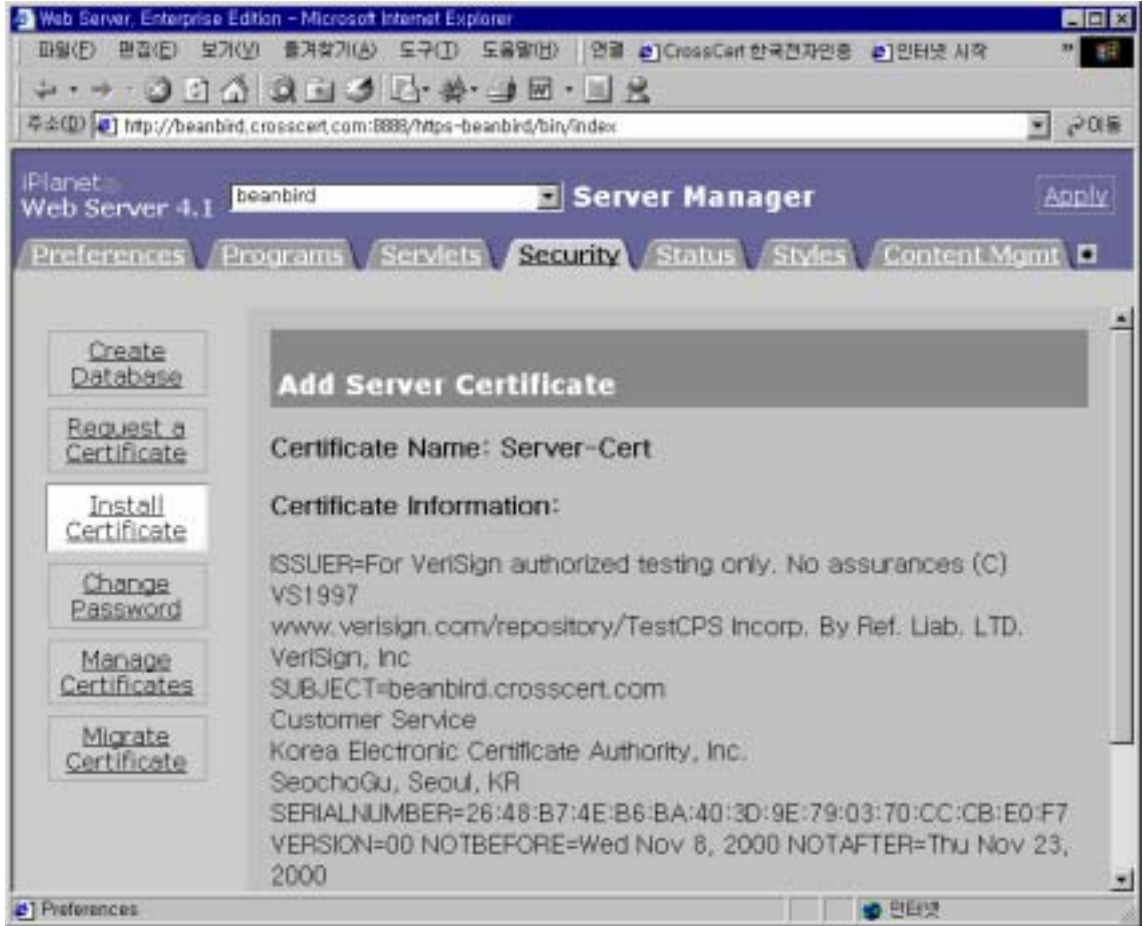 Web Server, Enterprise Edition - Microsoft Internet Explorer
파일(F) 편집(E) 보기(V) 즐겨찾기(A) 도구(T) 도움말(H) 연결 CrossCert 한국전자인증 인터넷 시작 »
주소(D) http://beanbird.crosscert.com:8888/https-beanbird/bin/index 이동
iPlanet
Web Server 4.1 beanbird Server Manager Apply
Preferences Programs Servlets Security Status Styles Content Mgmt
Create
Database
Request a
Certificate
Install
Certificate
Change
Password
Manage
Certificates
Migrate
Certificate
Add Server Certificate
Certificate Name: Server-Cert
Certificate Information:
ISSUER=For VeriSign authorized testing only. No assurances (C)
VS1997
www.verisign.com/repository/TestCPS Incorp. By Ref. Liab. LTD.
VeriSign, Inc
SUBJECT=beanbird.crosscert.com
Customer Service
Korea Electronic Certificate Authority, Inc.
SeochoGu, Seoul, KR
SERIALNUMBER=26:48:B7:4E:B6:BA:40:3D:9E:79:03:70:CC:CB:E0:F7
VERSION=00 NOTBEFORE=Wed Nov 8, 2000 NOTAFTER=Thu Nov 23,
2000
Preferences 인터넷